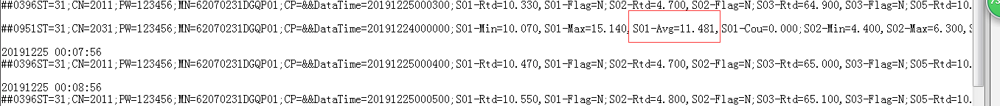 ##0396ST=31;CN=2011;PW=123456;MN=62070231DGQP01;CP=&&DataTime=20191225000300;S01-Rtd=10.330,S01-Flag=N;S02-Rtd=4.700,S02-Flag=N;S03-Rtd=64.900,S03-Flag=N;S05-Rtd=10.
##0951ST=31;CN=2031;PW=123456;MN=62070231DGQP01;CP=&&DataTime=20191224000000;S01-Min=10.070,S01-Max=15.140,S01-Avg=11.481,S01-Cou=0.000;S02-Min=4.400,S02-Max=6.300,S
20191225 00:07:56
##0396ST=31;CN=2011;PW=123456;MN=62070231DGQP01;CP=&&DataTime=20191225000400;S01-Rtd=10.470,S01-Flag=N;S02-Rtd=4.700,S02-Flag=N;S03-Rtd=65.000,S03-Flag=N;S05-Rtd=10.
20191225 00:08:56
##0396ST=31;CN=2011;PW=123456;MN=62070231DGQP01;CP=&&DataTime=20191225000500;S01-Rtd=10.550,S01-Flag=N;S02-Rtd=4.800,S02-Flag=N;S03-Rtd=65.100,S03-Flag=N;S05-Rtd=10.